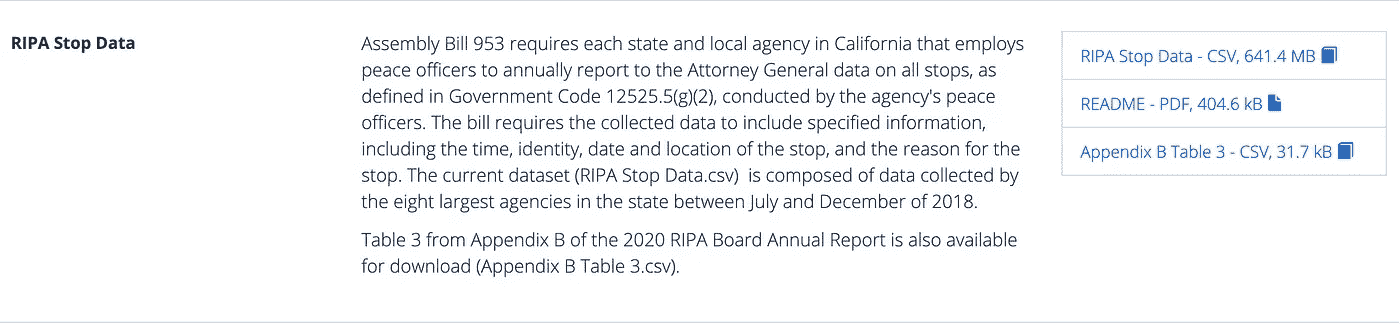 RIPA Stop Data
Assembly Bill 953 requires each state and local agency in California that employs
peace officers to annually report to the Attorney General data on all stops, as
defined in Government Code 12525.5(g)(2), conducted by the agency's peace
officers. The bill requires the collected data to include specified information,
including the time, identity, date and location of the stop, and the reason for the
stop. The current dataset (RIPA Stop Data.csv)  is composed of data collected by
the eight largest agencies in the state between July and December of 2018.
Table 3 from Appendix B of the 2020 RIPA Board Annual Report is also available
for download (Appendix B Table 3.csv).
RIPA Stop Data - CSV, 641.4 MB
README - PDF, 404.6 kB
Appendix B Table 3 - CSV, 31.7 kB